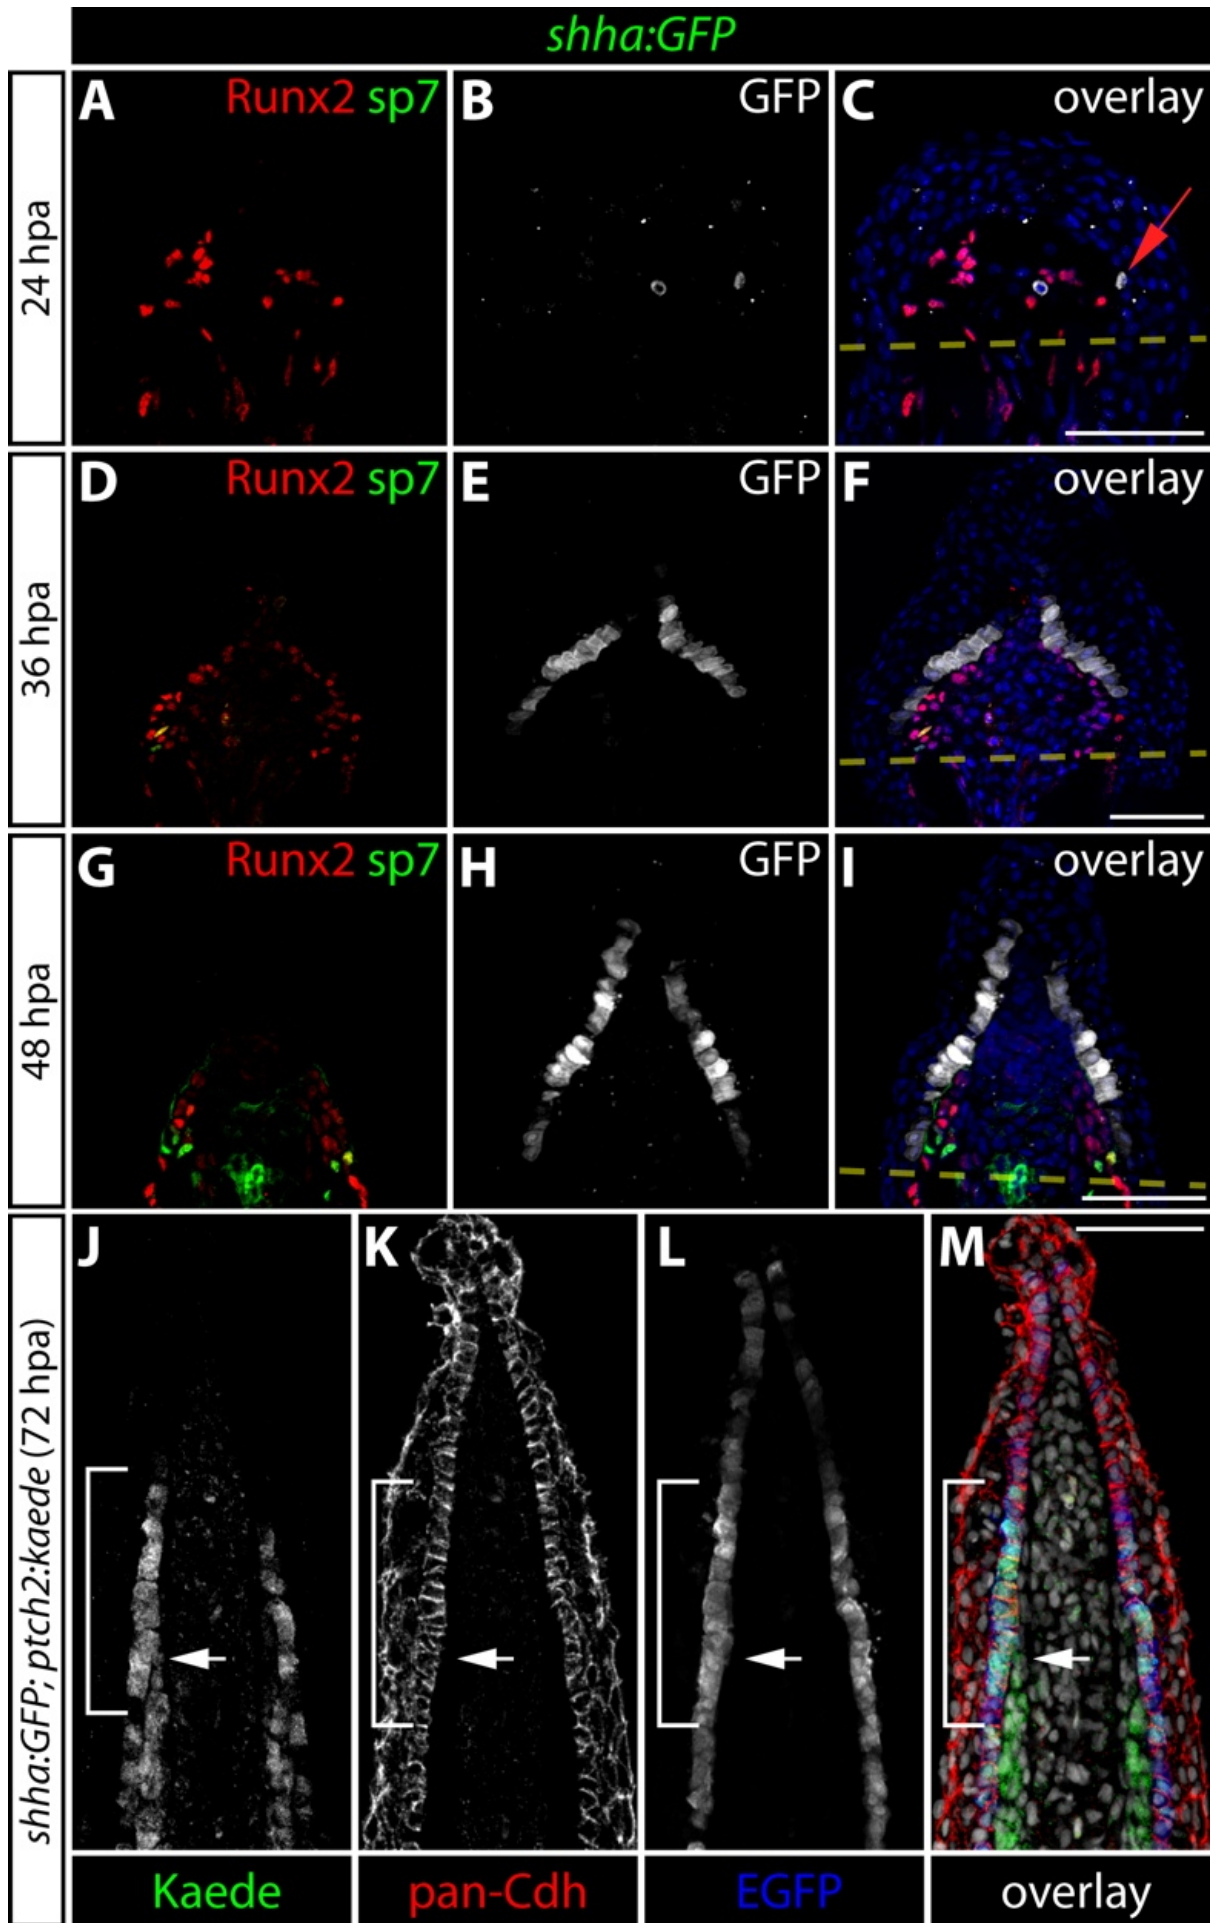 shha:GFP
24 hpa
A Runx2 sp7
B GFP
C overlay
36 hpa
D Runx2 sp7
E GFP
F overlay
48 hpa
G Runx2 sp7
H GFP
I overlay
shha:GFP; ptch2:kaede (72 hpa)
J
K
L
M
Kaede
pan-Cdh
EGFP
overlay